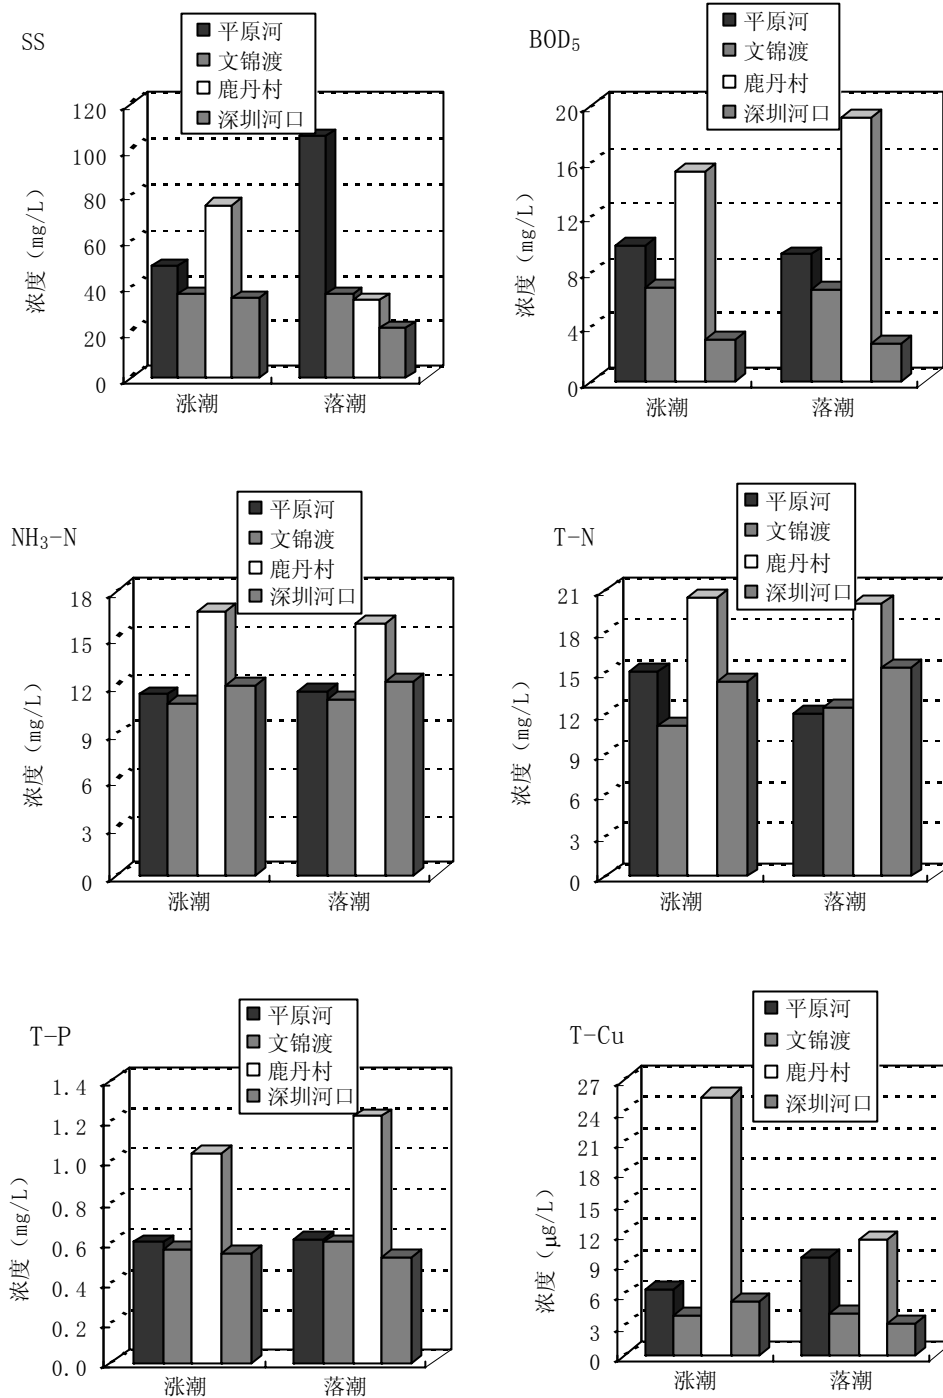 SS
平原河
文锦渡
鹿丹村
深圳河口
浓度 (mg/L)
120
100
80
60
40
20
0
涨潮
落潮
BOD₅
平原河
文锦渡
鹿丹村
深圳河口
浓度 (mg/L)
20
16
12
8
4
0
涨潮
落潮
NH₃-N
平原河
文锦渡
鹿丹村
深圳河口
浓度 (mg/L)
18
15
12
9
6
3
0
涨潮
落潮
T-N
平原河
文锦渡
鹿丹村
深圳河口
浓度 (mg/L)
21
18
15
12
9
6
3
0
涨潮
落潮
T-P
平原河
文锦渡
鹿丹村
深圳河口
浓度 (mg/L)
1.4
1.2
1.0
0.8
0.6
0.4
0.2
0.0
涨潮
落潮
T-Cu
平原河
文锦渡
鹿丹村
深圳河口
浓度 (μg/L)
27
24
21
18
15
12
9
6
3
0
涨潮
落潮